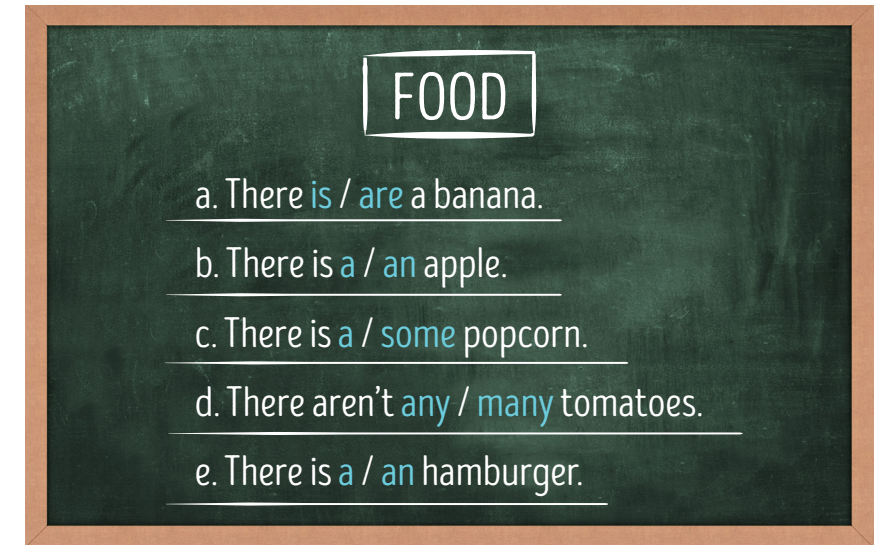 FOOD
a. There is / are a banana.
b. There is a / an apple.
c. There is a / some popcorn.
d. There aren’t any / many tomatoes.
e. There is a / an hamburger.